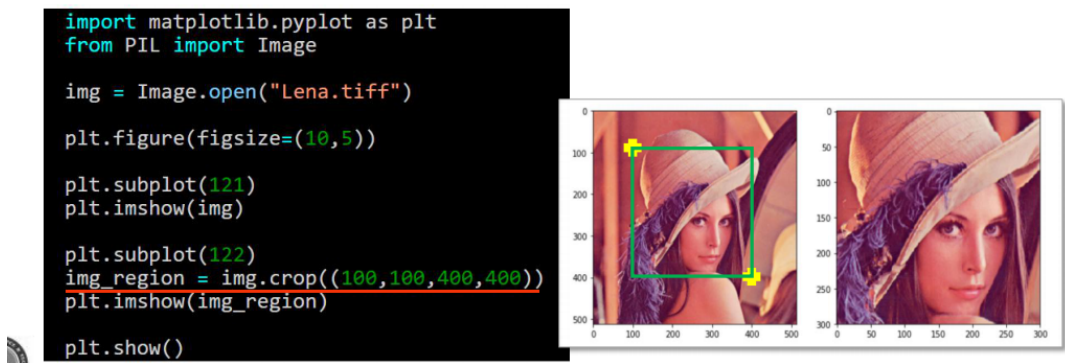 import matplotlib.pyplot as plt
from PIL import Image
img = Image.open("Lena.tiff")
plt.figure(figsize=(10,5))
plt.subplot(121)
plt.imshow(img)
plt.subplot(122)
img_region = img.crop((100,100,400,400))
plt.imshow(img_region)
plt.show()
0
100
200
300
400
500
0 100 200 300 400 500
0
50
100
150
200
250
300
0 50 100 150 200 250 300